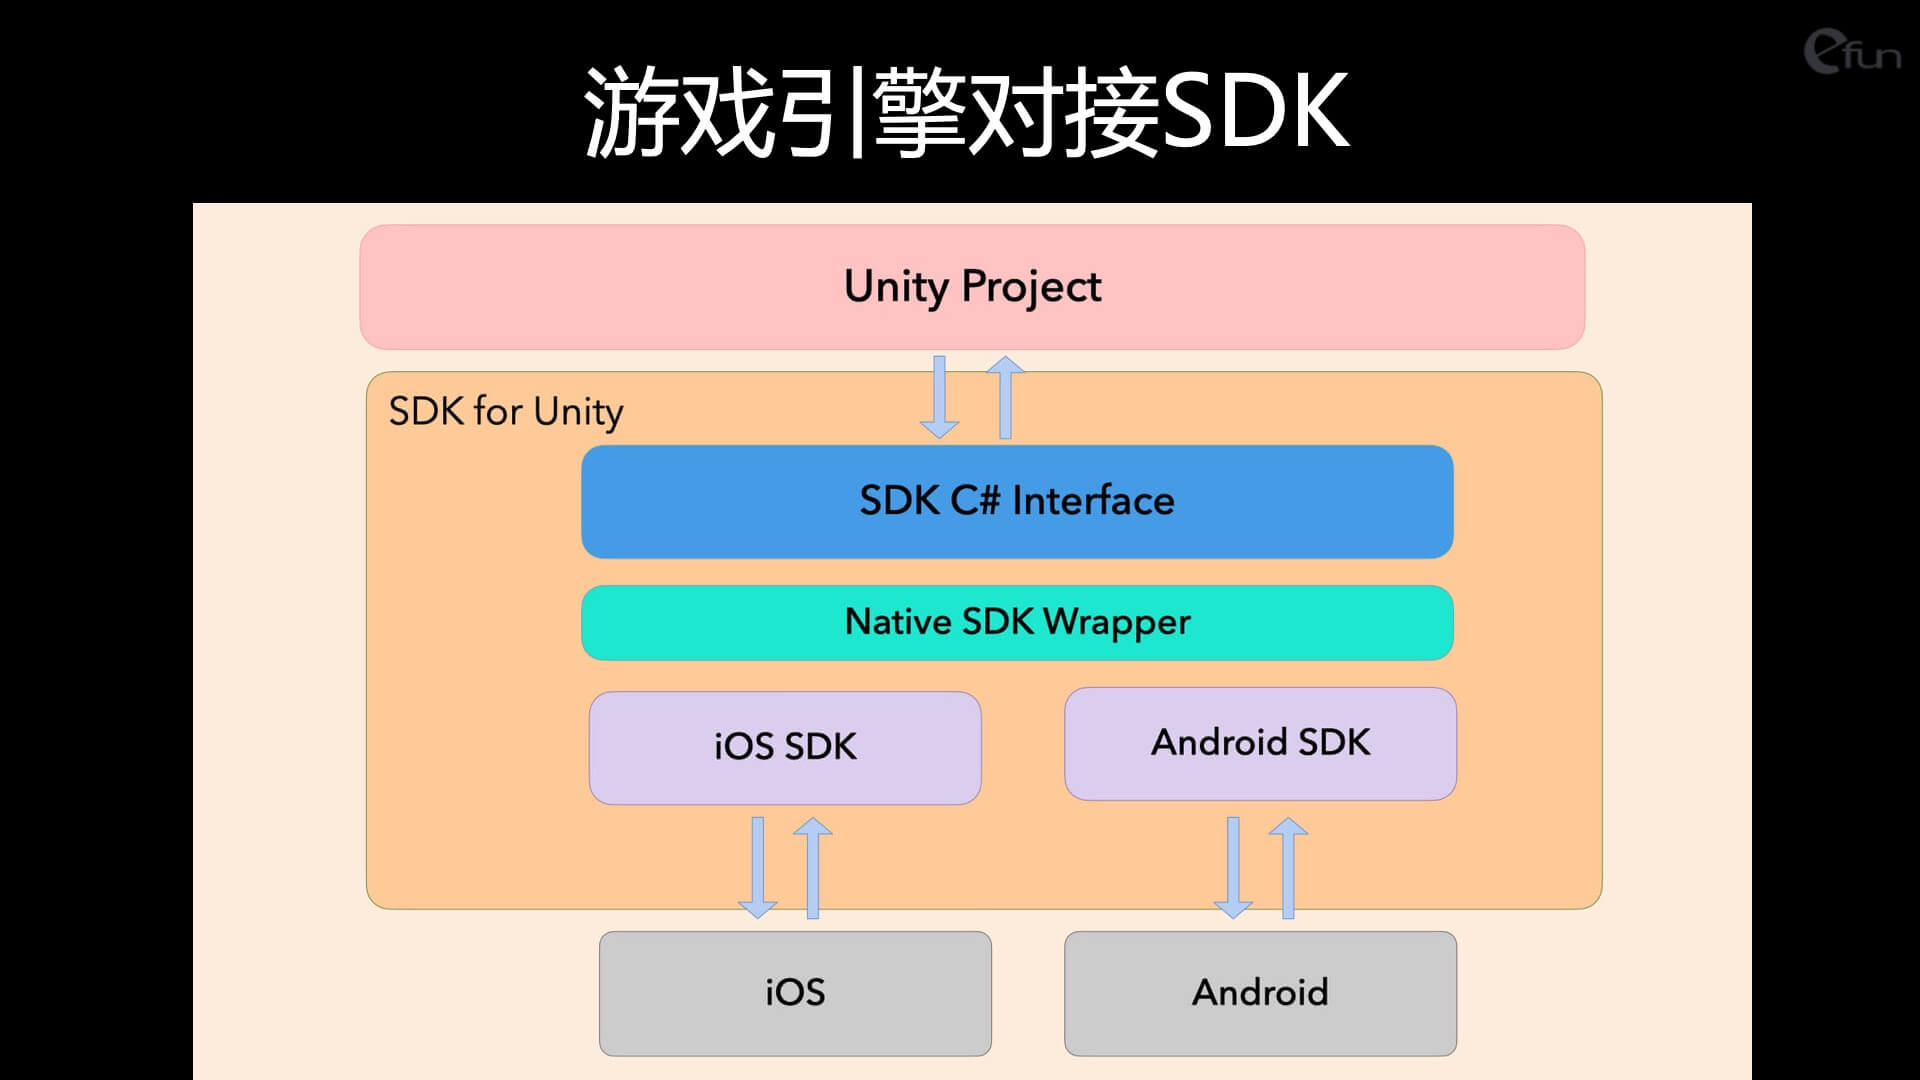 efun
游戏引擎对接SDK
Unity Project
SDK for Unity
SDK C# Interface
Native SDK Wrapper
iOS SDK
Android SDK
iOS
Android